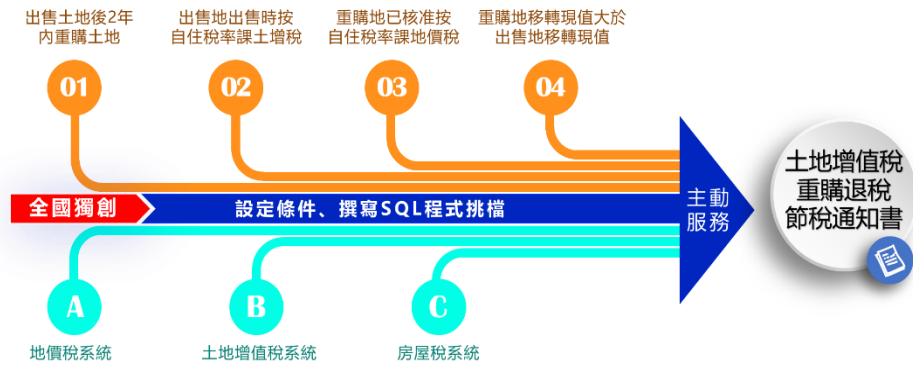 出售土地後2年
內重購土地
出售地出售時按
自住稅率課土增稅
重購地已核准按
自住稅率課地價稅
重購地移轉現值大於
出售地移轉現值
01
02
03
04
全國獨創
設定條件、撰寫SQL程式挑檔
主動
服務
土地增值稅
重購退稅
節稅通知書
A
B
C
地價稅系統
土地增值稅系統
房屋稅系統